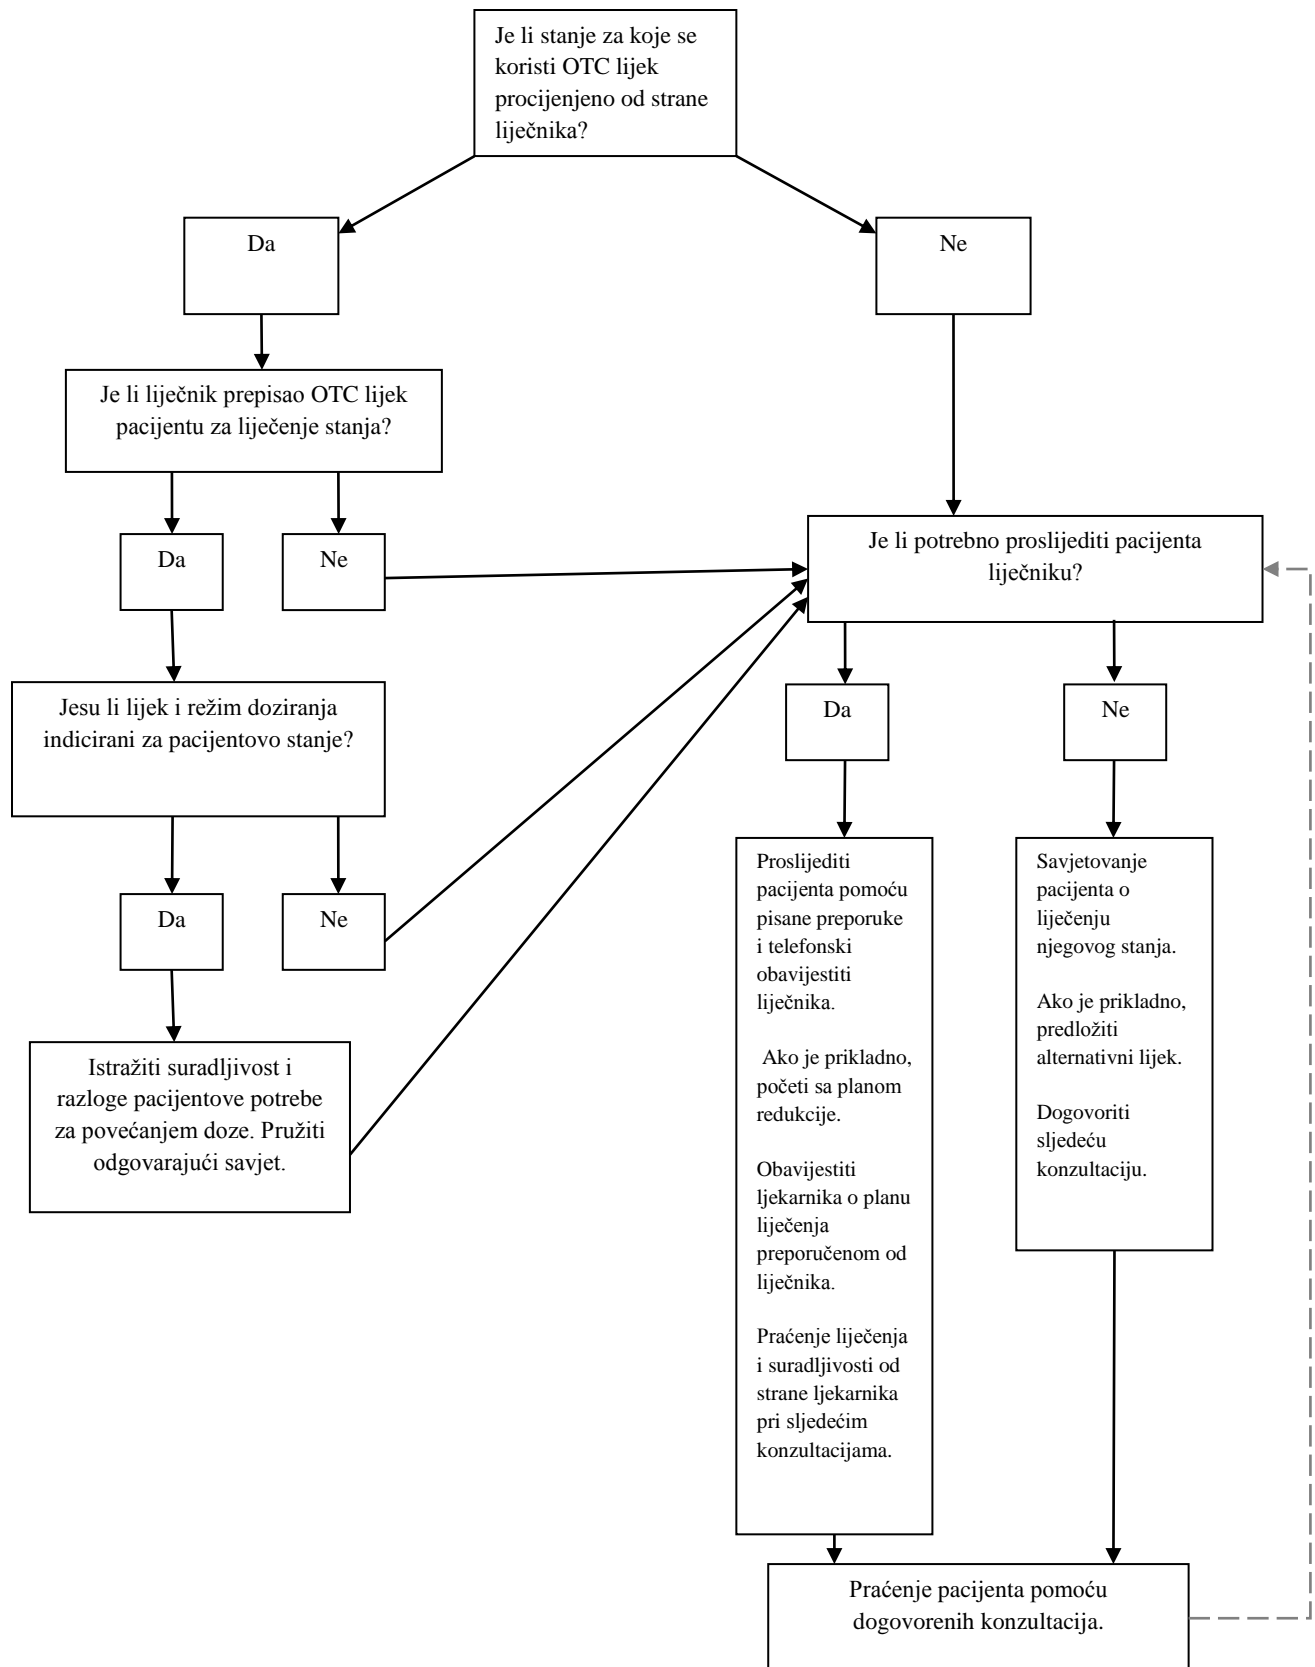 Je li stanje za koje se
koristi OTC lijek
procijenjeno od strane
liječnika?
Da
Ne
Je li liječnik prepisao OTC lijek
pacijentu za liječenje stanja?
Da
Ne
Je li potrebno proslijediti pacijenta
liječniku?
Jesu li lijek i režim doziranja
indicirani za pacijentovo stanje?
Da
Ne
Da
Ne
Istražiti suradljivost i
razloge pacijentove potrebe
za povećanjem doze. Pružiti
odgovarajući savjet.
Proslijediti
pacijenta pomoću
pisane preporuke
i telefonski
obavijestiti
liječnika.
Ako je prikladno,
početi sa planom
redukcije.
Obavijestiti
ljekarnika o planu
liječenja
preporučenom od
liječnika.
Praćenje liječenja
i suradljivosti od
strane ljekarnika
pri sljedećim
konzultacijama.
Savjetovanje
pacijenta o
liječenju
njegovog stanja.
Ako je prikladno,
predložiti
alternativni lijek.
Dogovoriti
sljedeću
konzultaciju.
Praćenje pacijenta pomoću
dogovorenih konzultacija.